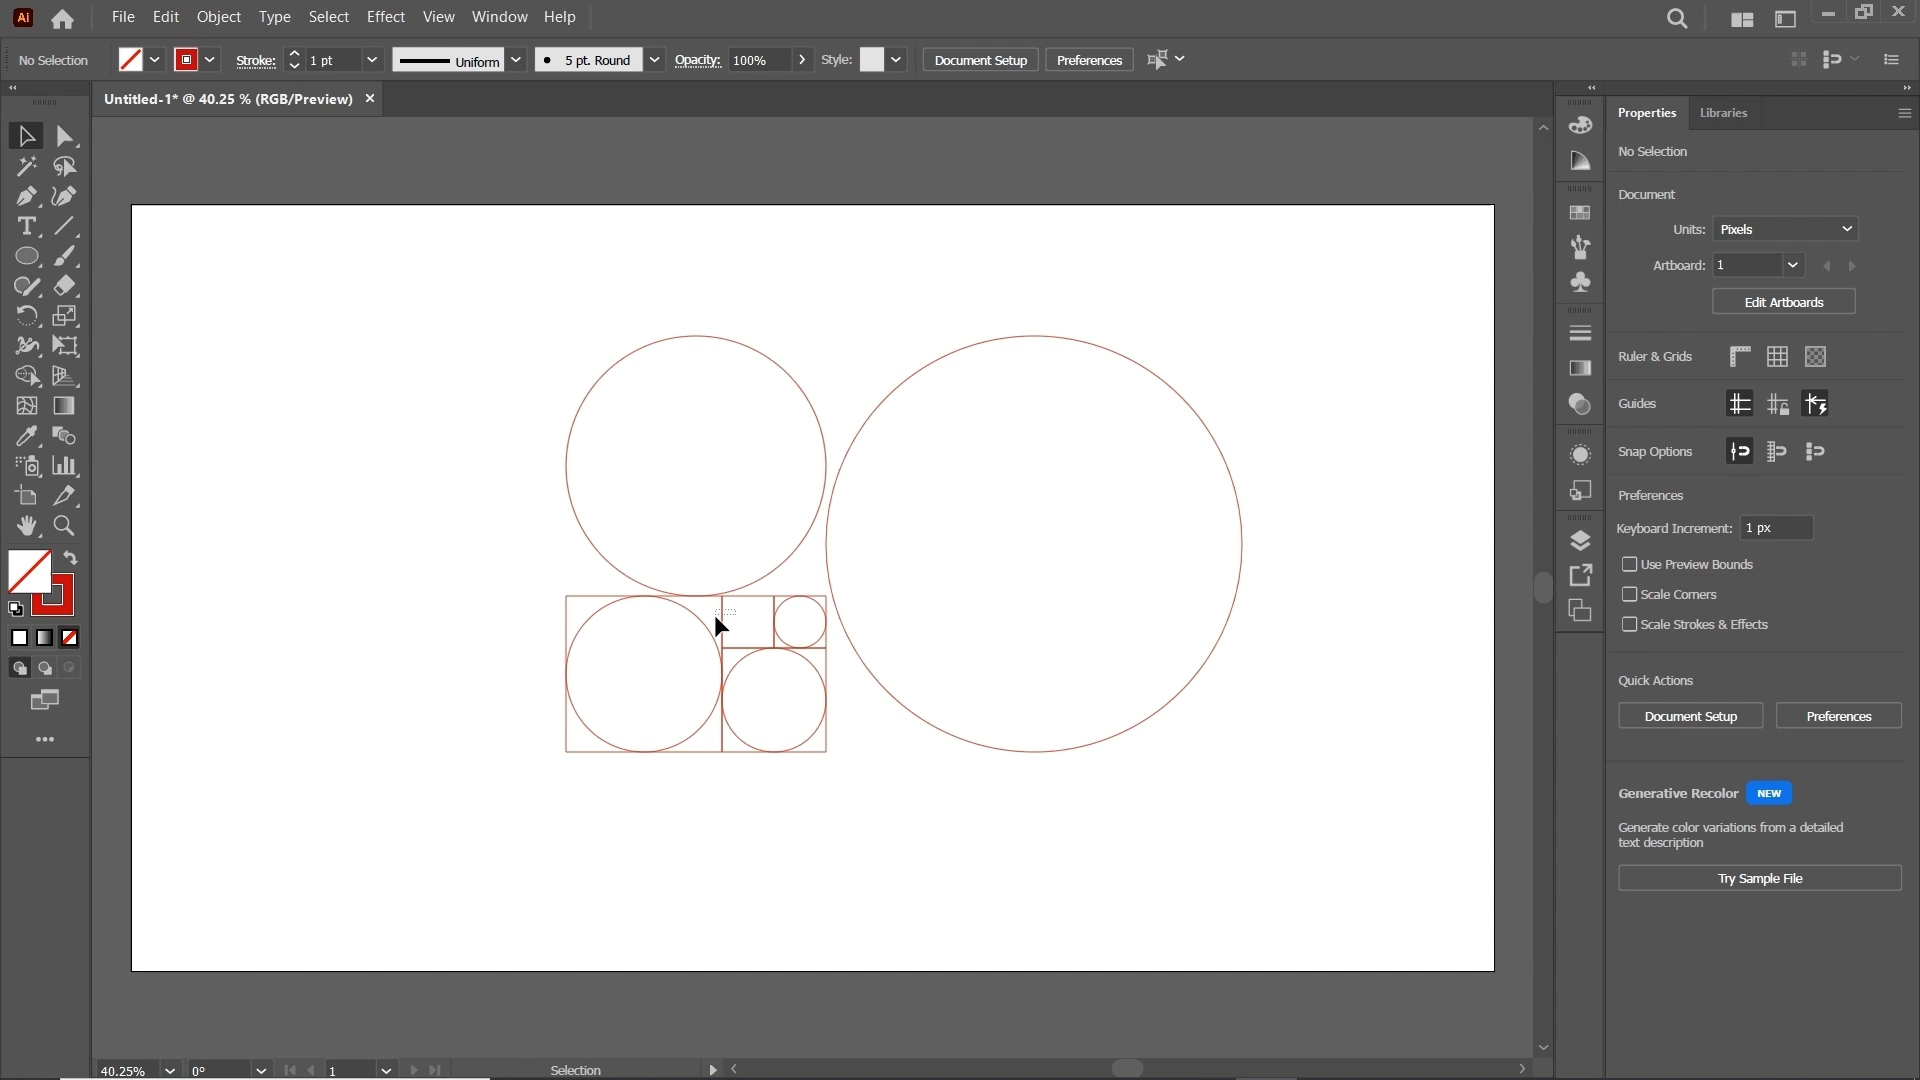 Ai File Edit Object Type Select Effect View Window Help
No Selection Stroke: 1 pt Uniform 5 pt. Round Opacity: 100% Style: Document Setup Preferences
Untitled-1* @ 40.25 % (RGB/Preview)
Properties Libraries
No Selection
Document
Units: Pixels
Artboard: 1
Edit Artboards
Ruler & Grids
Guides
Snap Options
Preferences
Keyboard Increment: 1 px
Use Preview Bounds
Scale Corners
Scale Strokes & Effects
Quick Actions
Document Setup Preferences
Generative Recolor NEW
Generate color variations from a detailed
text description
Try Sample File
40.25% 0° 1 Selection